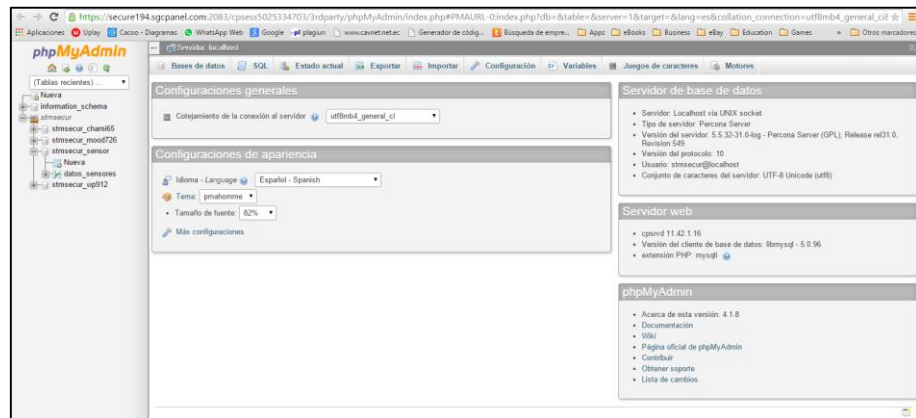 https://secure194.sgcpanel.com:2083/cpsess5025334703/3rdparty/phpMyAdmin/index.php#PMAURL-0:index.php?db=&table=&server=1&target=&lang=es&collation_connection=utf8mb4_general_ci&
Aplicaciones Uplay Cacoo - Diagramas WhatsApp Web Google plagiun www.cavnet.net.ec Generador de códig... Búsqueda de empre... Apps eBooks Business eBay Education Games » Otros marcadores
phpMyAdmin
(Tablas recientes) ...
Nueva
information_schema
stmsecur
stmsecur_chami65
stmsecur_mood726
stmsecur_sensor
Nueva
datos_sensores
stmsecur_wp912
Servidor: localhost
Bases de datos SQL Estado actual Exportar Importar Configuración Variables Juegos de caracteres Motores
Configuraciones generales
Cotejamiento de la conexión al servidor : utf8mb4_general_ci
Configuraciones de apariencia
Idioma - Language : Español - Spanish
Tema: pmahomme
• Tamaño de fuente: 82%
Más configuraciones
Servidor de base de datos
• Servidor: Localhost via UNIX socket
• Tipo de servidor: Percona Server
• Versión del servidor: 5.5.32-31.0-log - Percona Server (GPL), Release rel31.0,
Revision 549
• Versión del protocolo: 10
• Usuario: stmsecur@localhost
• Conjunto de caracteres del servidor: UTF-8 Unicode (utf8)
Servidor web
• cpsrvd 11.42.1.16
• Versión del cliente de base de datos: libmysql - 5.0.96
• extensión PHP: mysqli
phpMyAdmin
• Acerca de esta versión: 4.1.8
• Documentación
• Wiki
• Página oficial de phpMyAdmin
• Contribuir
• Obtener soporte
• Lista de cambios